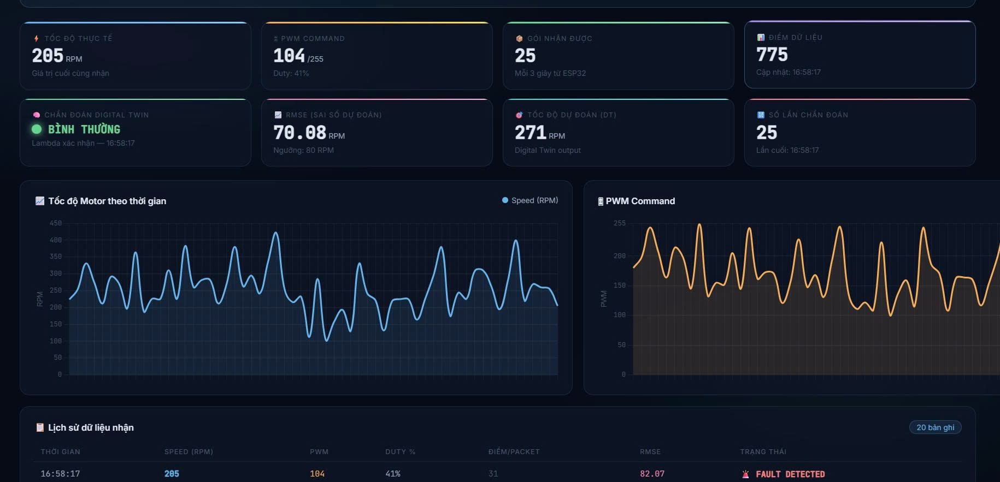 TỐC ĐỘ THỰC TẾ
205 RPM
Giá trị cuối cùng nhận
PWM COMMAND
104 /255
Duty: 41%
GÓI NHẬN ĐƯỢC
25
Mỗi 3 giây từ ESP32
ĐIỂM DỮ LIỆU
775
Cập nhật: 16:58:17
CHẨN ĐOÁN DIGITAL TWIN
BÌNH THƯỜNG
Lambda xác nhận — 16:58:17
RMSE (SAI SỐ DỰ ĐOÁN)
70.08 RPM
Ngưỡng: 80 RPM
TỐC ĐỘ DỰ ĐOÁN (DT)
271 RPM
Digital Twin output
SỐ LẦN CHẨN ĐOÁN
25
Lần cuối: 16:58:17
Tốc độ Motor theo thời gian
Speed (RPM)
450
400
350
300
250
200
150
100
50
0
RPM
PWM Command
255
200
150
100
50
0
PWM
Lịch sử dữ liệu nhận
20 bản ghi
THỜI GIAN SPEED (RPM) PWM DUTY % ĐIỂM/PACKET RMSE TRẠNG THÁI
16:58:17 205 104 41% 31 82.07 FAULT DETECTED